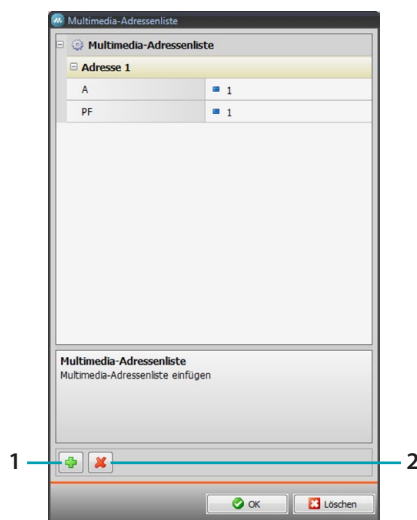 Multimedia-Adressenliste
Multimedia-Adressenliste
Adresse 1
A 1
PF 1
Multimedia-Adressenliste
Multimedia-Adressenliste einfügen
1 2
OK Löschen